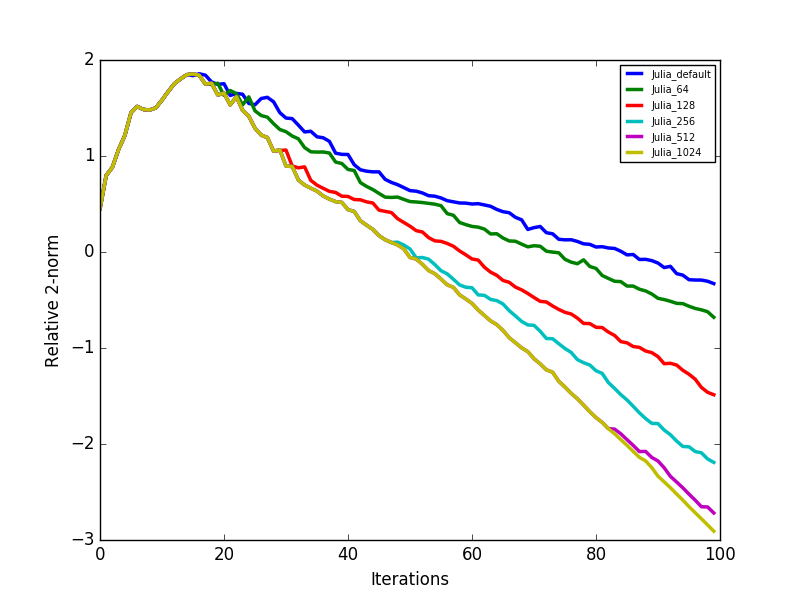 2
1
0
−1
−2
−3
0 20 40 60 80 100
Relative 2-norm
Iterations
Julia_default
Julia_64
Julia_128
Julia_256
Julia_512
Julia_1024